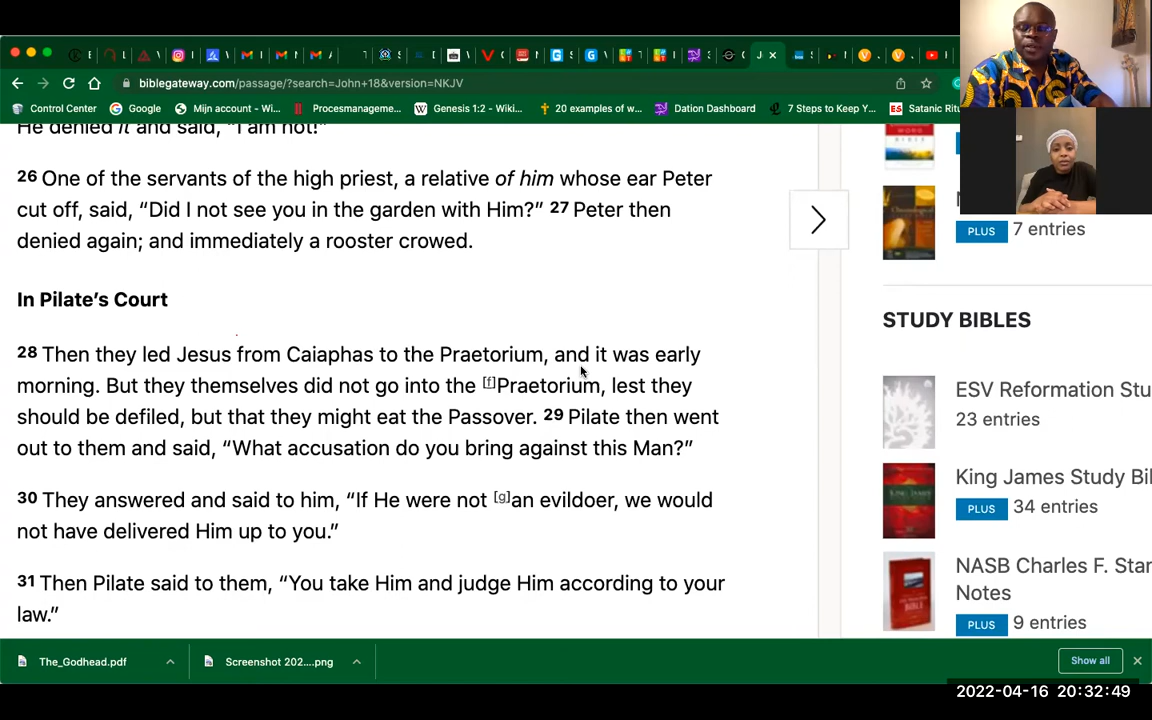 biblegateway.com/passage/?search=John+18&version=NKJV
Control Center Google Mijn account - Wi... Procesmanageme... Genesis 1:2 - Wiki... 20 examples of w... Dation Dashboard 7 Steps to Keep Y... ES Satanic Ritu
He denied it and said, “I am not!”
26 One of the servants of the high priest, a relative of him whose ear Peter
cut off, said, “Did I not see you in the garden with Him?” 27 Peter then
denied again; and immediately a rooster crowed.
In Pilate’s Court
28 Then they led Jesus from Caiaphas to the Praetorium, and it was early
morning. But they themselves did not go into the [f]Praetorium, lest they
should be defiled, but that they might eat the Passover. 29 Pilate then went
out to them and said, “What accusation do you bring against this Man?”
30 They answered and said to him, “If He were not [g]an evildoer, we would
not have delivered Him up to you.”
31 Then Pilate said to them, “You take Him and judge Him according to your
law.”
PLUS 7 entries
STUDY BIBLES
ESV Reformation Stu
23 entries
King James Study Bi
PLUS 34 entries
NASB Charles F. Star
Notes
PLUS 9 entries
The_Godhead.pdf Screenshot 202....png Show all
2022-04-16 20:32:49